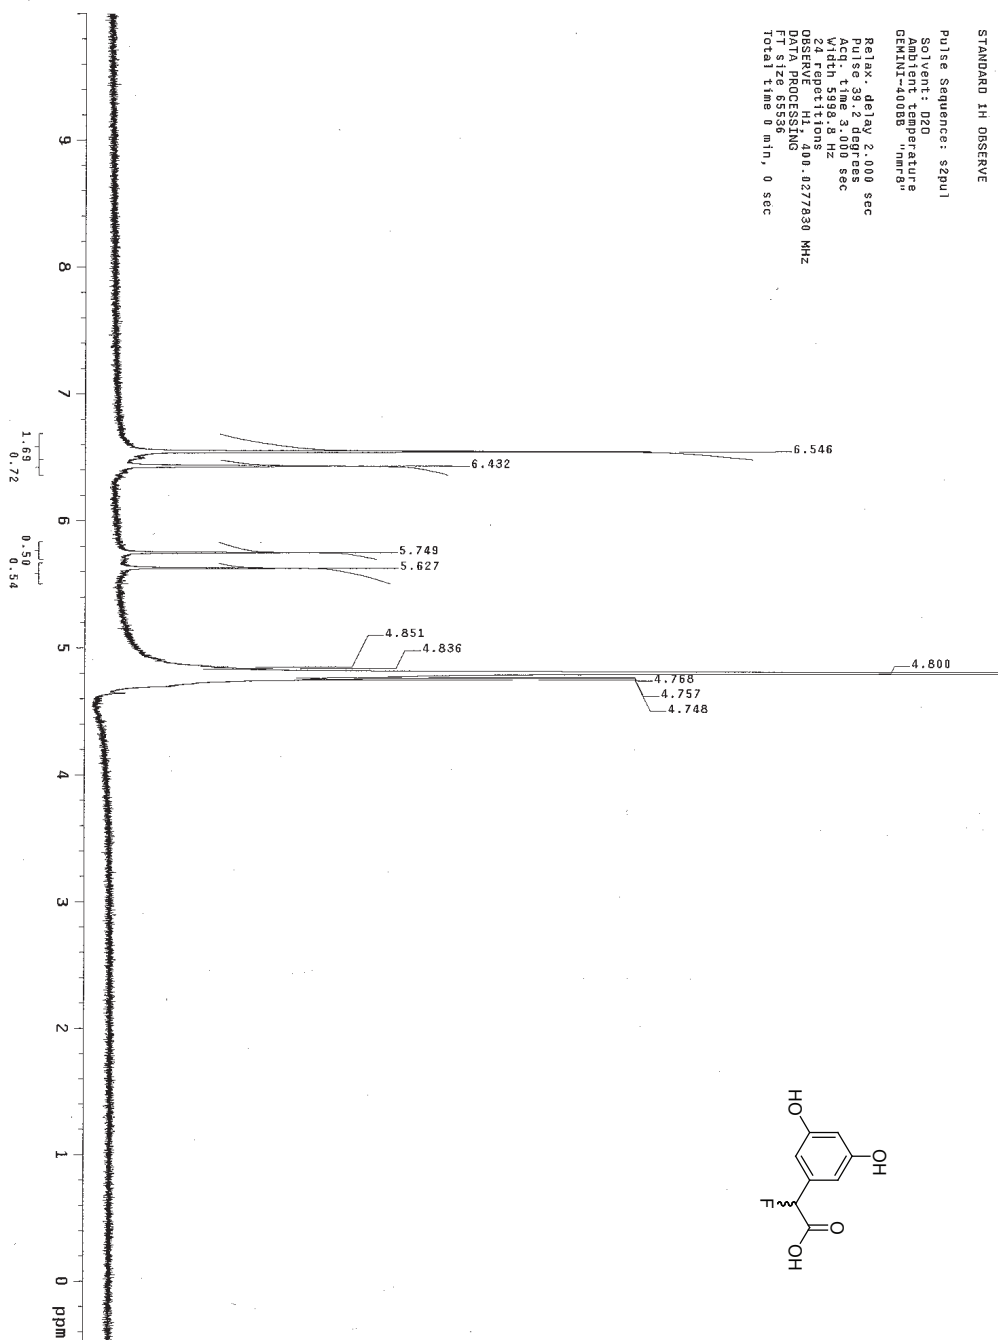 STANDARD 1H OBSERVE
Pulse Sequence: s2pul
Solvent: D2O
Ambient temperature
GEMINI-400BB "nmr8"
Relax. delay 2.000 sec
Pulse 39.2 degrees
Acq. time 3.000 sec
Width 5998.8 Hz
24 repetitions
OBSERVE H1, 400.0277830 MHz
DATA PROCESSING
FT size 65536
Total time 0 min, 0 sec
6.546
6.432
5.749
5.627
4.851
4.836
4.800
4.768
4.757
4.748
9
8
7
6
5
4
3
2
1
0 ppm
1.69
0.72
0.50
0.54
HO
OH
F
O
OH